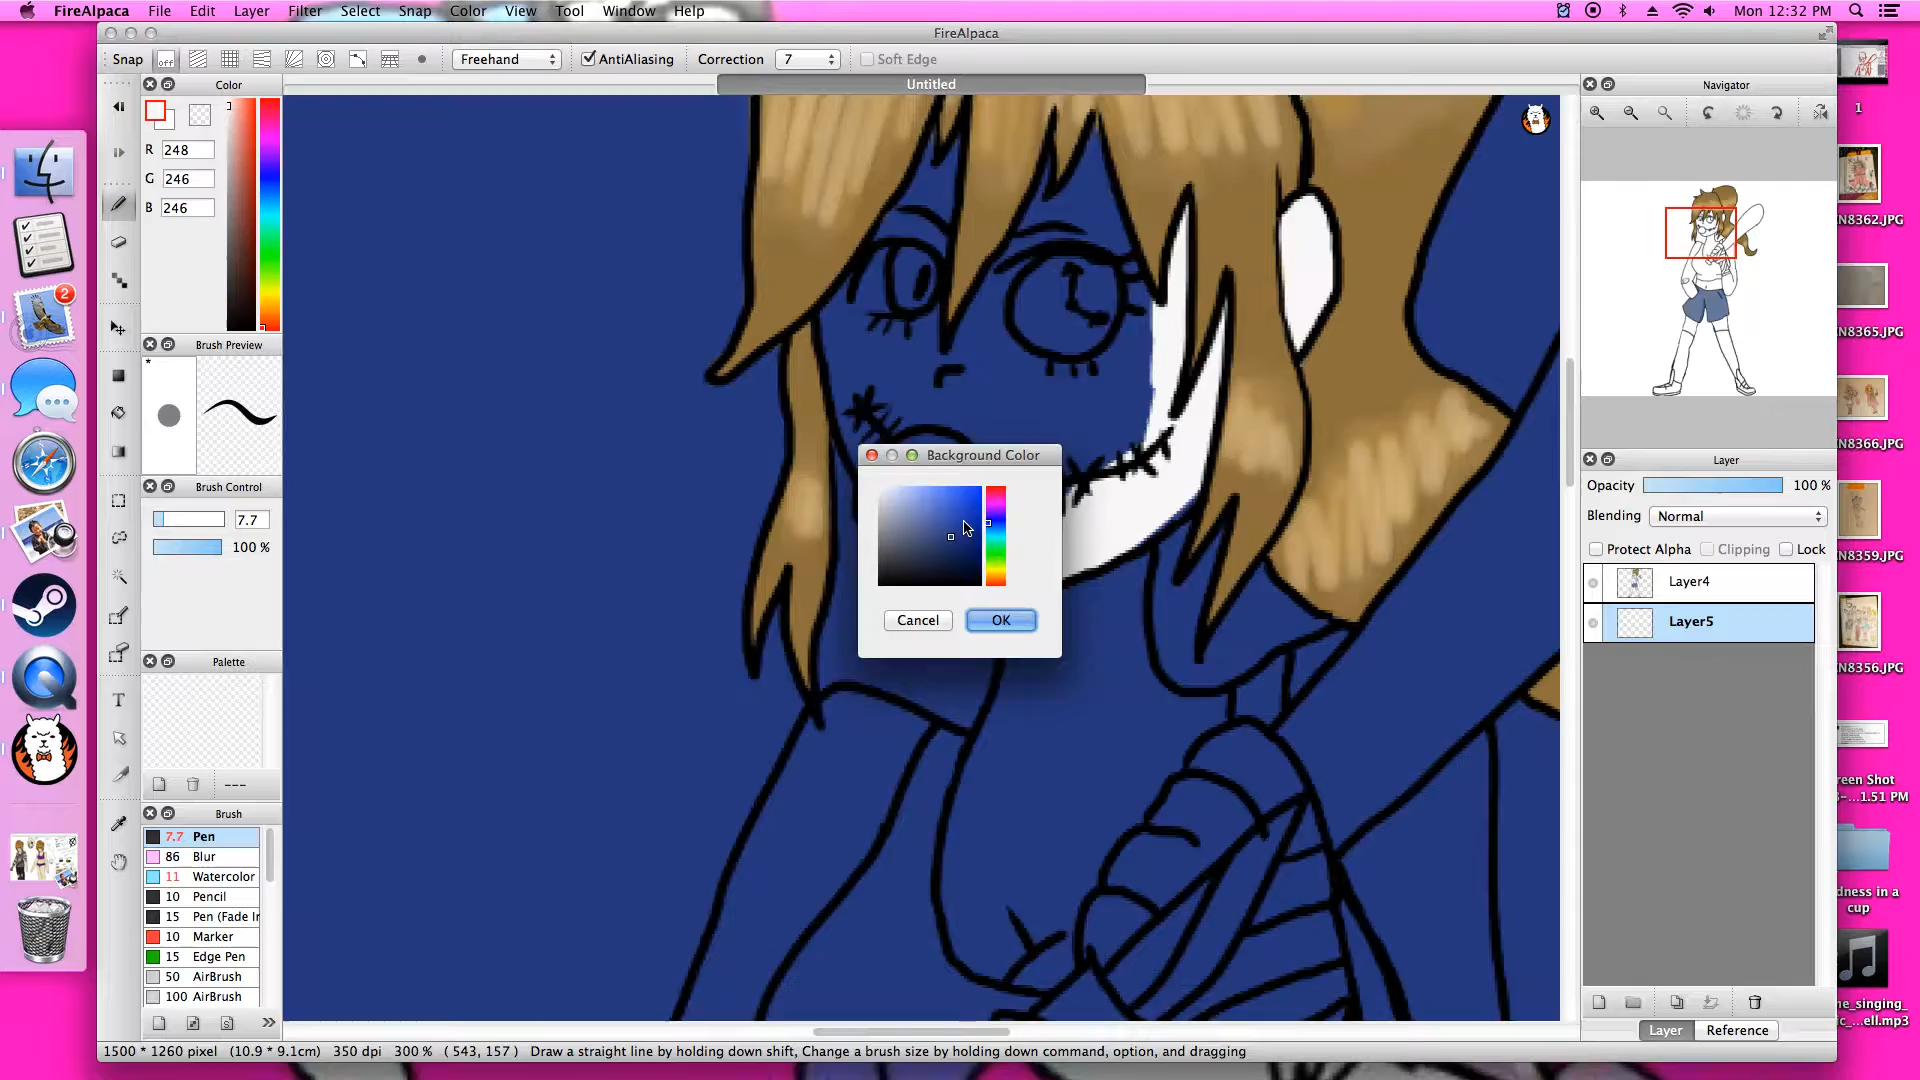 FireAlpaca File Edit Layer Filter Select Snap Color View Tool Window Help Mon 12:32 PM
FireAlpaca
Snap off Freehand AntiAliasing Correction 7 Soft Edge
Untitled
Color
R 248
G 246
B 246
Brush Preview
*
Brush Control
7.7
100 %
Palette
---
Brush
7.7 Pen
86 Blur
11 Watercolor
10 Pencil
15 Pen (Fade In
10 Marker
15 Edge Pen
50 AirBrush
100 AirBrush
2
Background Color
Cancel OK
Navigator
Layer
Opacity 100 %
Blending Normal
Protect Alpha Clipping Lock
Layer4
Layer5
Layer Reference
1
N8362.JPG
N8365.JPG
N8366.JPG
N8359.JPG
N8356.JPG
reen Shot
...1.51 PM
dness in a
cup
ne_singing_
ic_...ell.mp3
1500 * 1260 pixel (10.9 * 9.1cm) 350 dpi 300 % ( 543, 157 ) Draw a straight line by holding down shift, Change a brush size by holding down command, option, and dragging